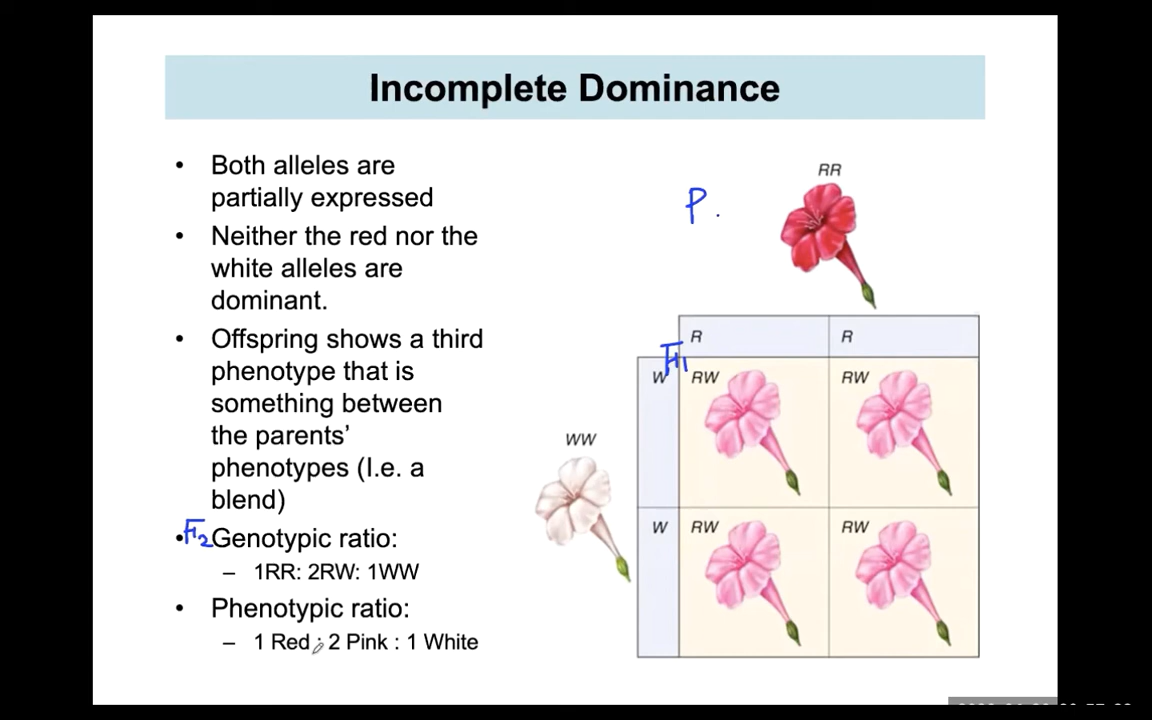 Incomplete Dominance
• Both alleles are
partially expressed
• Neither the red nor the
white alleles are
dominant.
• Offspring shows a third
phenotype that is
something between
the parents’
phenotypes (I.e. a
blend)
• F2 Genotypic ratio:
– 1RR: 2RW: 1WW
• Phenotypic ratio:
– 1 Red : 2 Pink : 1 White
P.
RR
R R
F1
W RW RW
WW
W RW RW